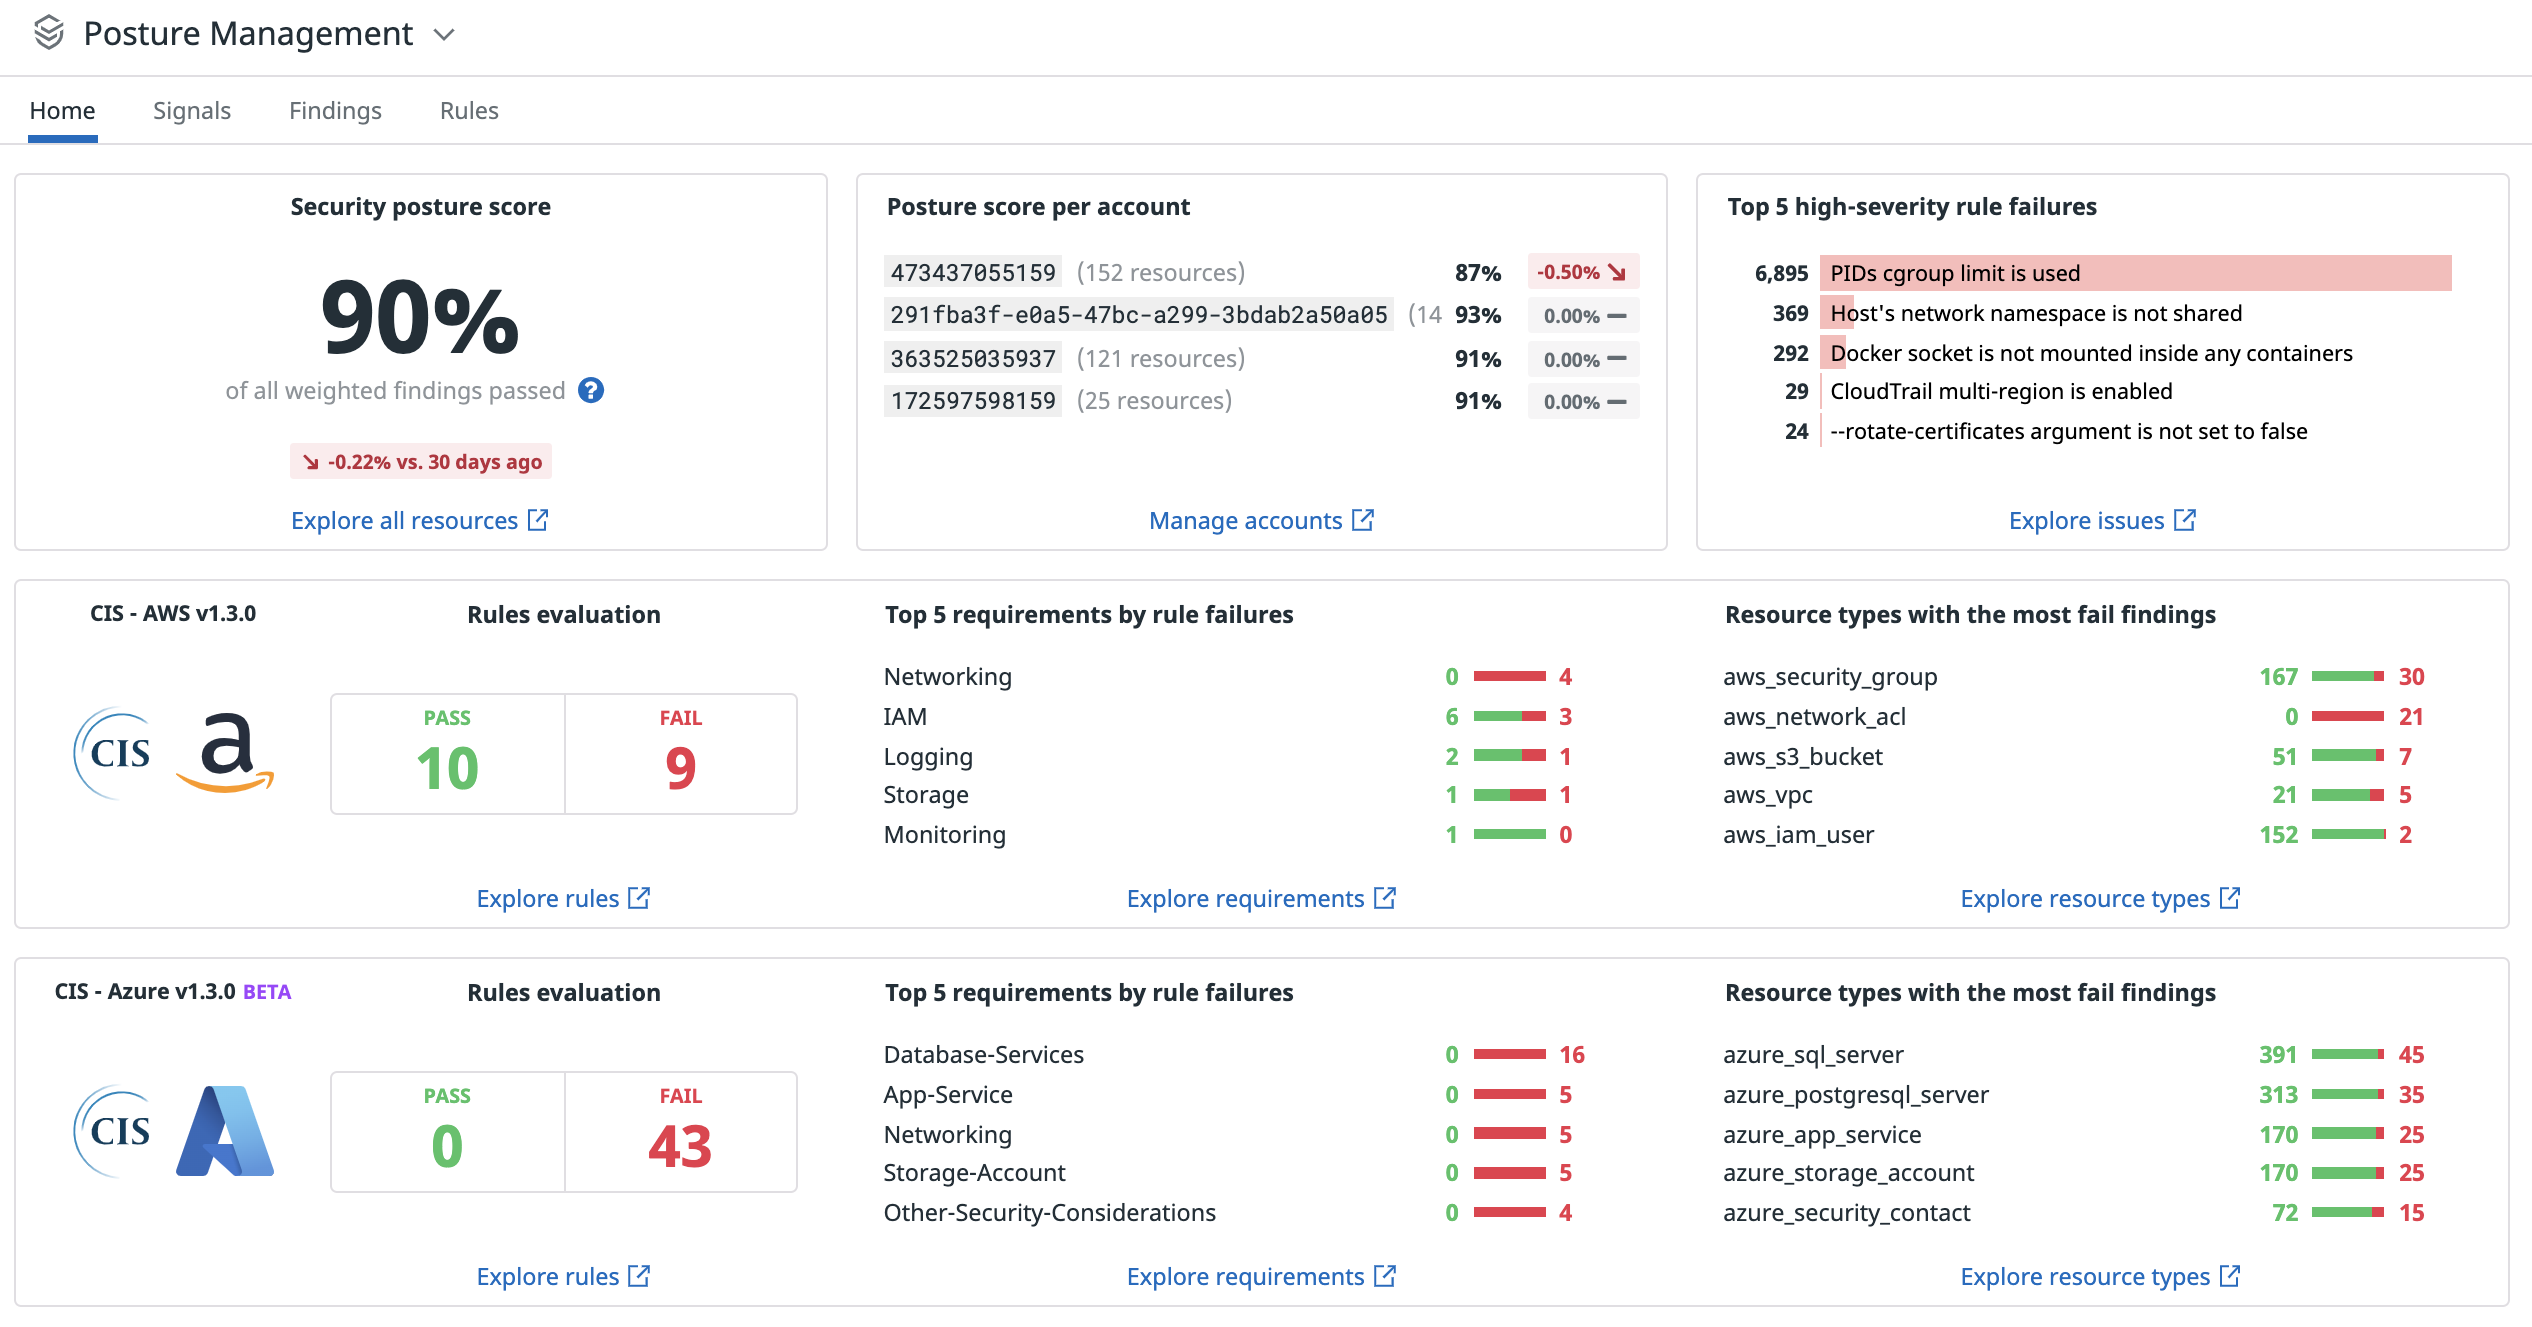 Posture Management
Home Signals Findings Rules
Security posture score
90%
of all weighted findings passed ?
-0.22% vs. 30 days ago
Explore all resources
Posture score per account
473437055159 (152 resources) 87% -0.50%
291fba3f-e0a5-47bc-a299-3bdab2a50a05 (14 93% 0.00%
363525035937 (121 resources) 91% 0.00%
172597598159 (25 resources) 91% 0.00%
Manage accounts
Top 5 high-severity rule failures
6,895 PIDs cgroup limit is used
369 Host's network namespace is not shared
292 Docker socket is not mounted inside any containers
29 CloudTrail multi-region is enabled
24 --rotate-certificates argument is not set to false
Explore issues
CIS - AWS v1.3.0
CIS a
Rules evaluation
PASS FAIL
10 9
Explore rules
Top 5 requirements by rule failures
Networking 0 4
IAM 6 3
Logging 2 1
Storage 1 1
Monitoring 1 0
Explore requirements
Resource types with the most fail findings
aws_security_group 167 30
aws_network_acl 0 21
aws_s3_bucket 51 7
aws_vpc 21 5
aws_iam_user 152 2
Explore resource types
CIS - Azure v1.3.0 BETA
CIS
Rules evaluation
PASS FAIL
0 43
Explore rules
Top 5 requirements by rule failures
Database-Services 0 16
App-Service 0 5
Networking 0 5
Storage-Account 0 5
Other-Security-Considerations 0 4
Explore requirements
Resource types with the most fail findings
azure_sql_server 391 45
azure_postgresql_server 313 35
azure_app_service 170 25
azure_storage_account 170 25
azure_security_contact 72 15
Explore resource types